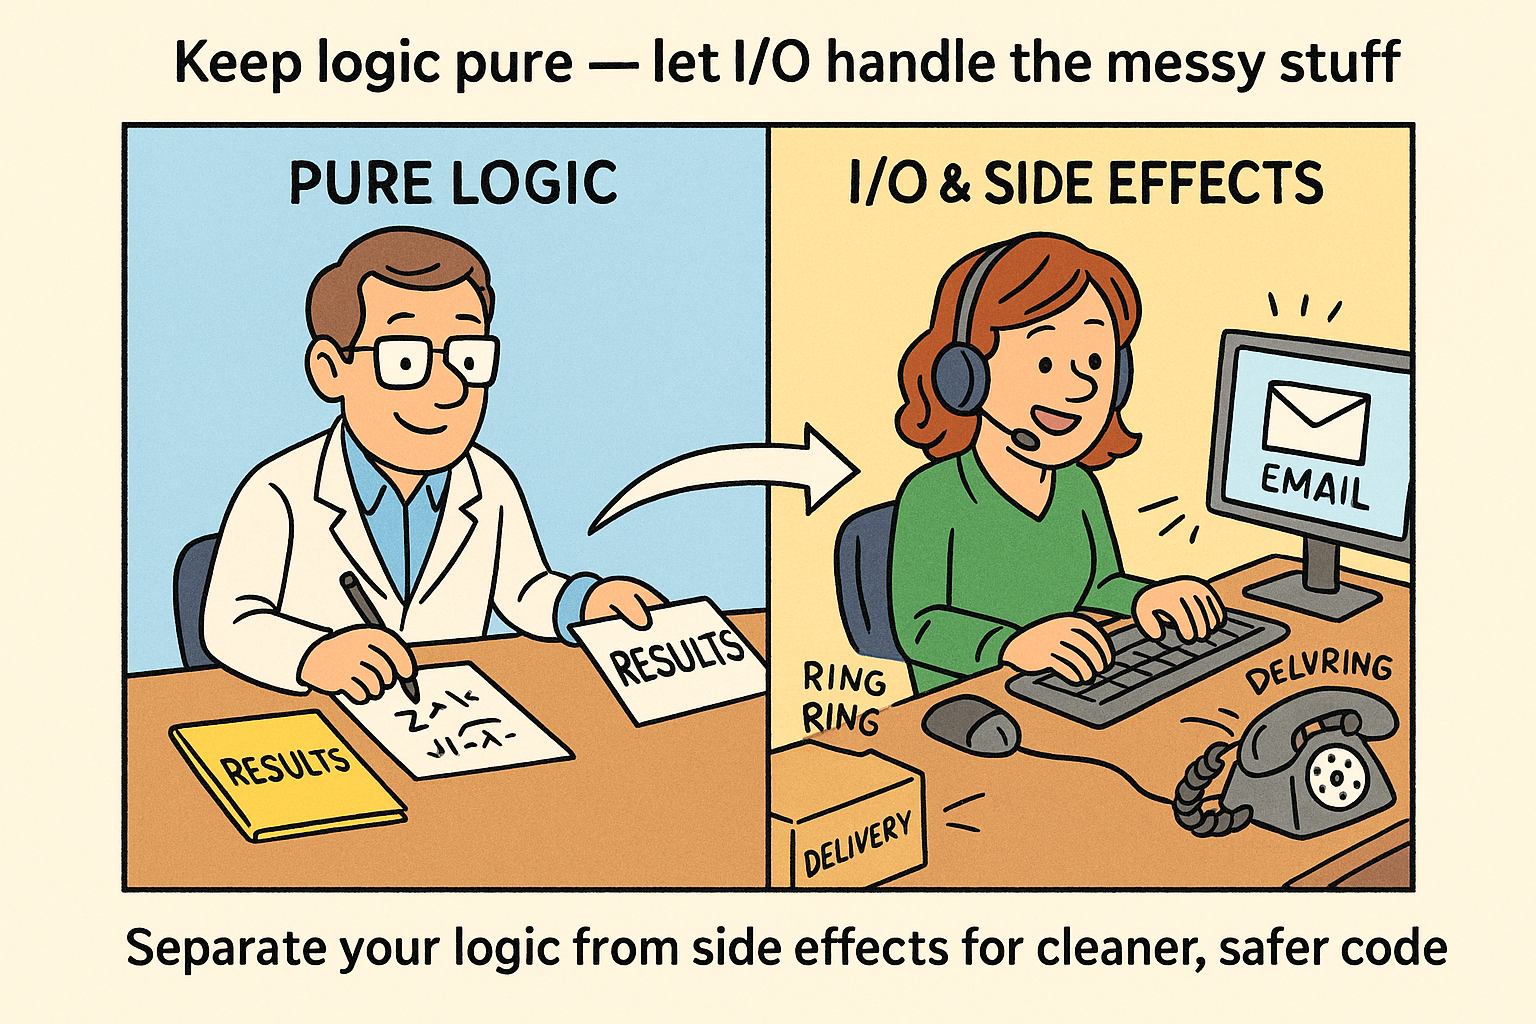 Keep logic pure — let I/O handle the messy stuff
PURE LOGIC
RESULTS
RESULTS
I/O & SIDE EFFECTS
EMAIL
RING
RING
DELVRING
DELIVERY
Separate your logic from side effects for cleaner, safer code